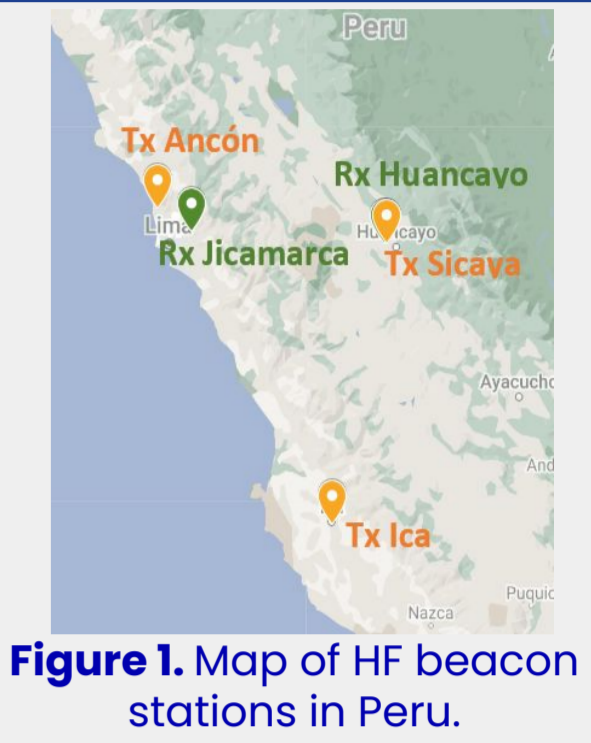 Peru
Tx Ancón
Rx Huancayo
Lima
Rx Jicamarca
Tx Sicaya
Ayacucho
Tx Ica
Puquio
Nazca
Figure 1. Map of HF beacon
stations in Peru.